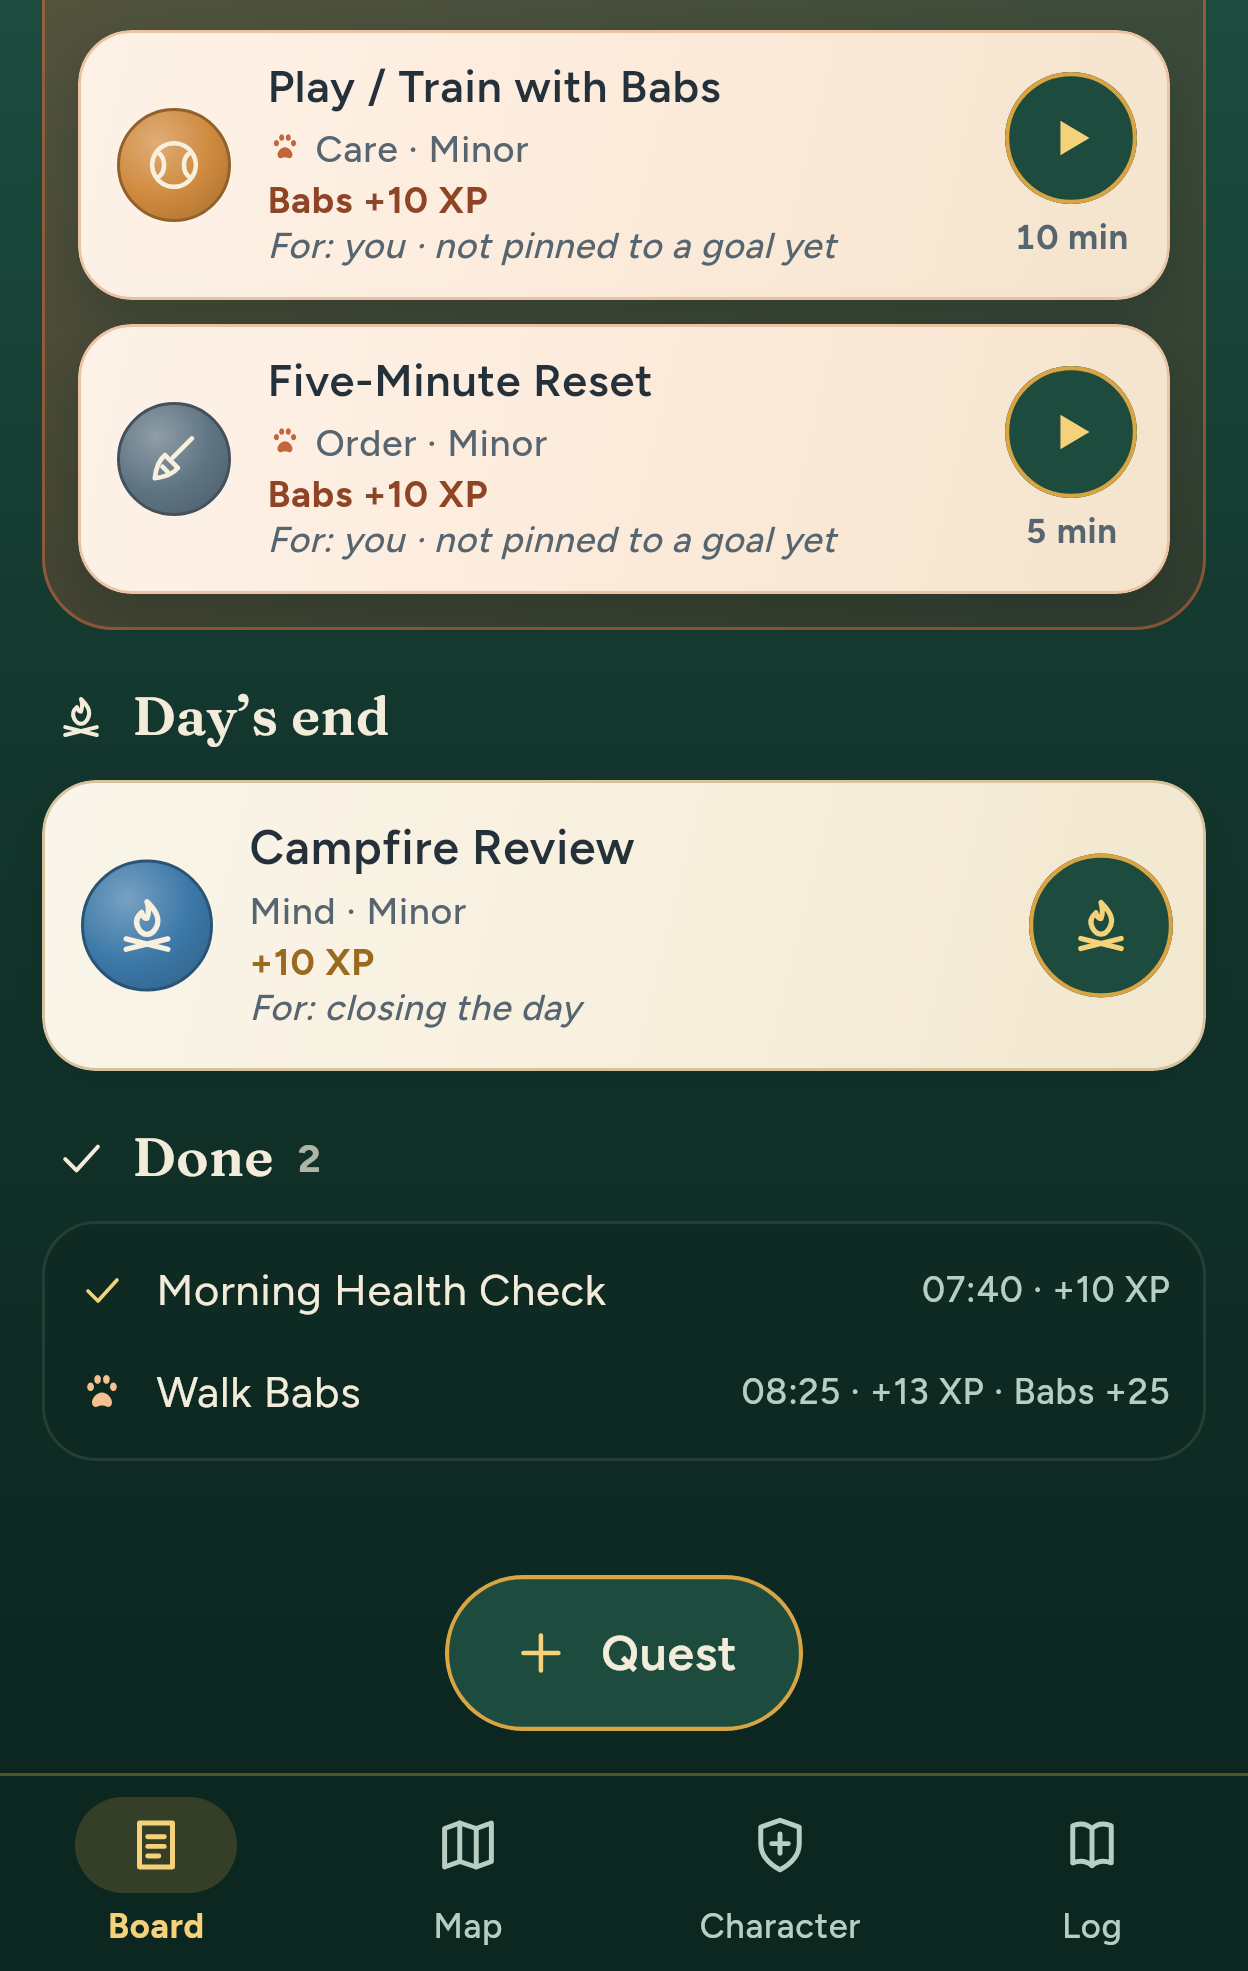 Play / Train with Babs
Care · Minor
Babs +10 XP
For: you · not pinned to a goal yet
10 min
Five-Minute Reset
Order · Minor
Babs +10 XP
For: you · not pinned to a goal yet
5 min
Day’s end
Campfire Review
Mind · Minor
+10 XP
For: closing the day
Done 2
Morning Health Check 07:40 · +10 XP
Walk Babs 08:25 · +13 XP · Babs +25
Quest
Board Map Character Log